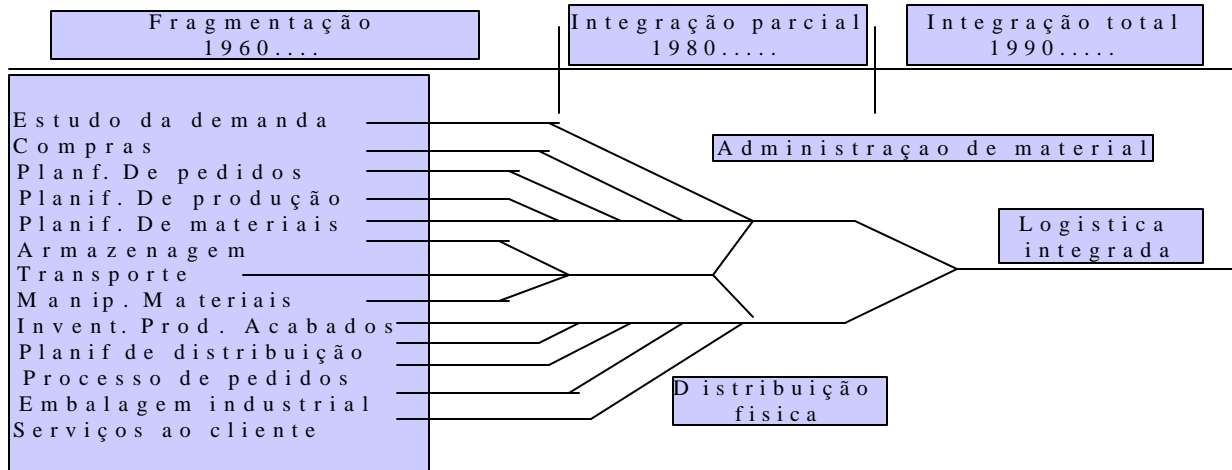 Fragmentação
1960....
Integração parcial
1980.....
Integração total
1990.....
Estudo da demanda
Compras
Planf. De pedidos
Planif. De produção
Planif. De materiais
Armazenagem
Transporte
Manip. Materiais
Invent. Prod. Acabados
Planif de distribuição
Processo de pedidos
Embalagem industrial
Serviços ao cliente
Administraçao de material
Logistica
integrada
Distribuição
fisica